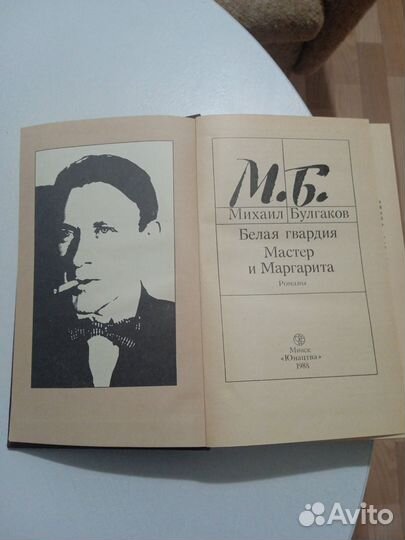 М.Б.
Михаил Булгаков
Белая гвардия
Мастер
и Маргарита
Романы
Минск
«Юнацтва»
1988
Avito